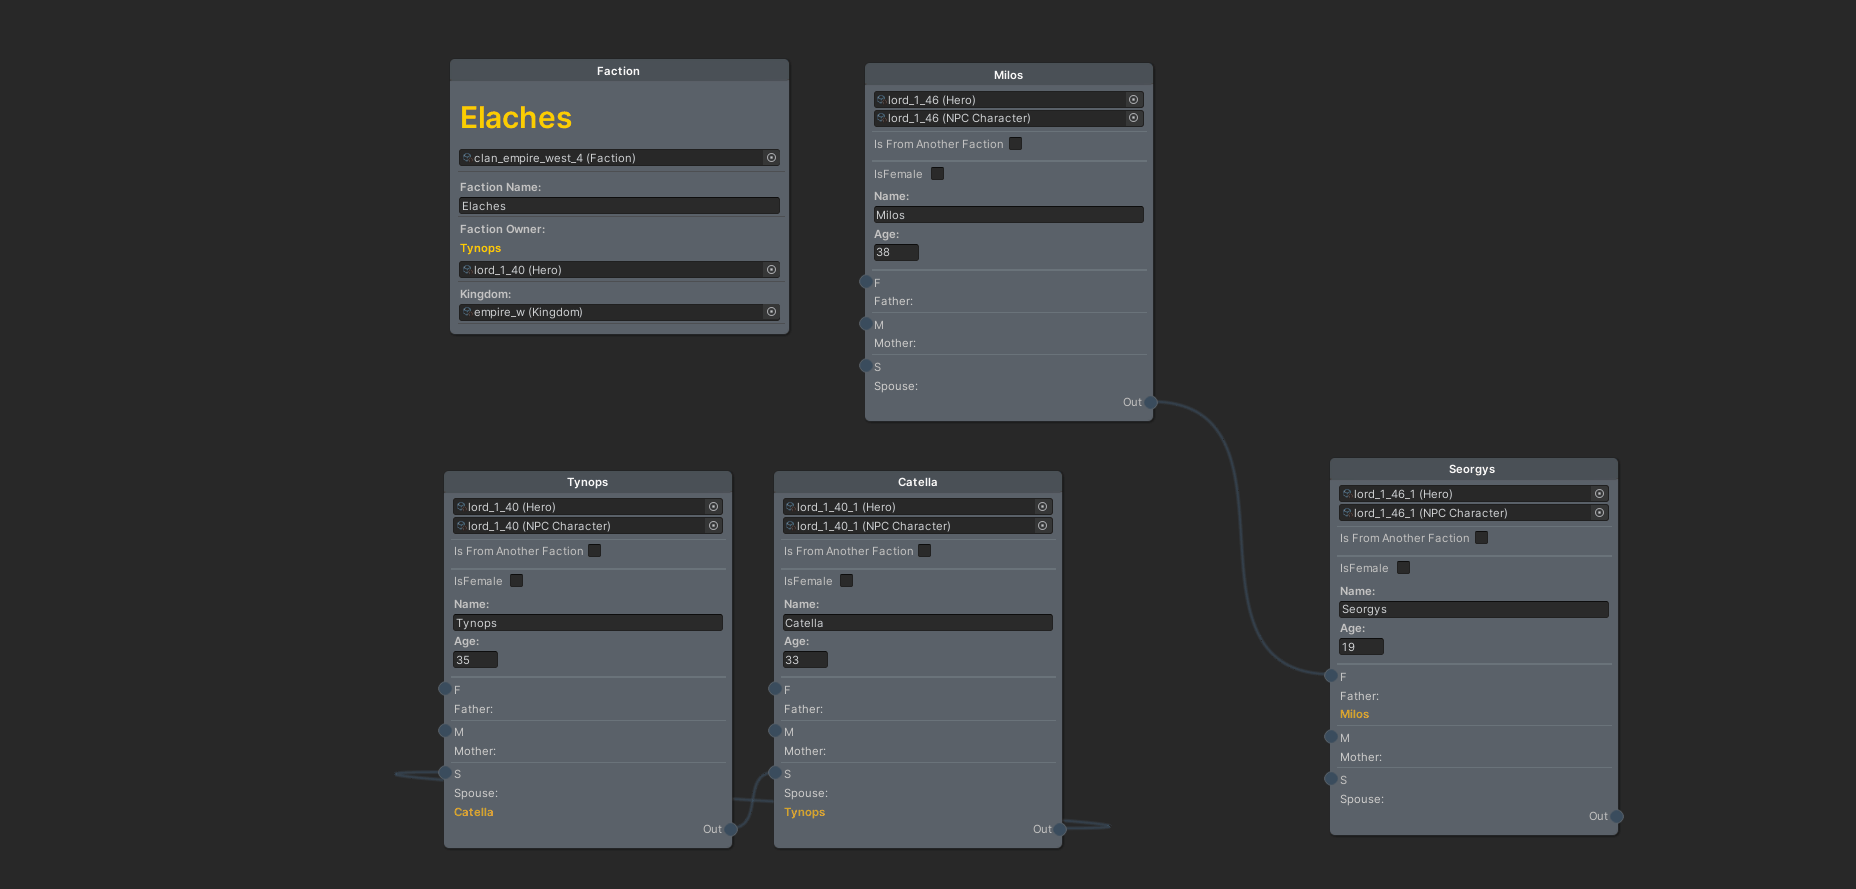 Faction
Elaches
clan_empire_west_4 (Faction)
Faction Name:
Elaches
Faction Owner:
Tynops
lord_1_40 (Hero)
Kingdom:
empire_w (Kingdom)
Milos
lord_1_46 (Hero)
lord_1_46 (NPC Character)
Is From Another Faction
IsFemale
Name:
Milos
Age:
38
F
Father:
M
Mother:
S
Spouse:
Out
Tynops
lord_1_40 (Hero)
lord_1_40 (NPC Character)
Is From Another Faction
IsFemale
Name:
Tynops
Age:
35
F
Father:
M
Mother:
S
Spouse:
Catella
Out
Catella
lord_1_40_1 (Hero)
lord_1_40_1 (NPC Character)
Is From Another Faction
IsFemale
Name:
Catella
Age:
33
F
Father:
M
Mother:
S
Spouse:
Tynops
Out
Seorgys
lord_1_46_1 (Hero)
lord_1_46_1 (NPC Character)
Is From Another Faction
IsFemale
Name:
Seorgys
Age:
19
F
Father:
Milos
M
Mother:
S
Spouse:
Out